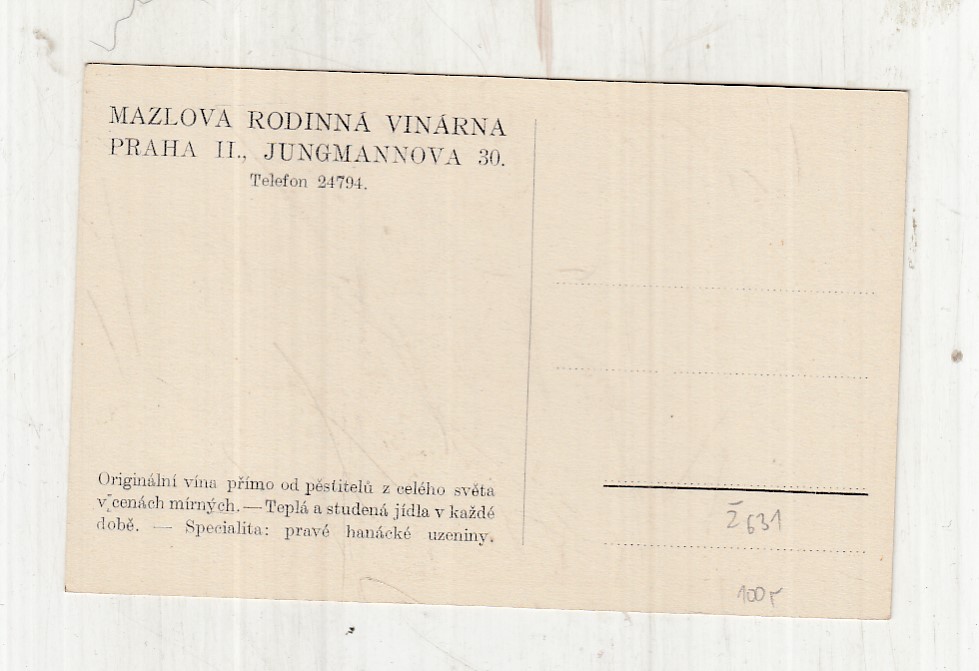 MAZLOVA RODINNÁ VINÁRNA
PRAHA II., JUNGMANNOVA 30.
Telefon 24794.
Originální vína přímo od pěstitelů z celého světa
v cenách mírných. — Teplá a studená jídla v každé
době. — Specialita: pravé hanácké uzeniny.
Ž 631
100,-